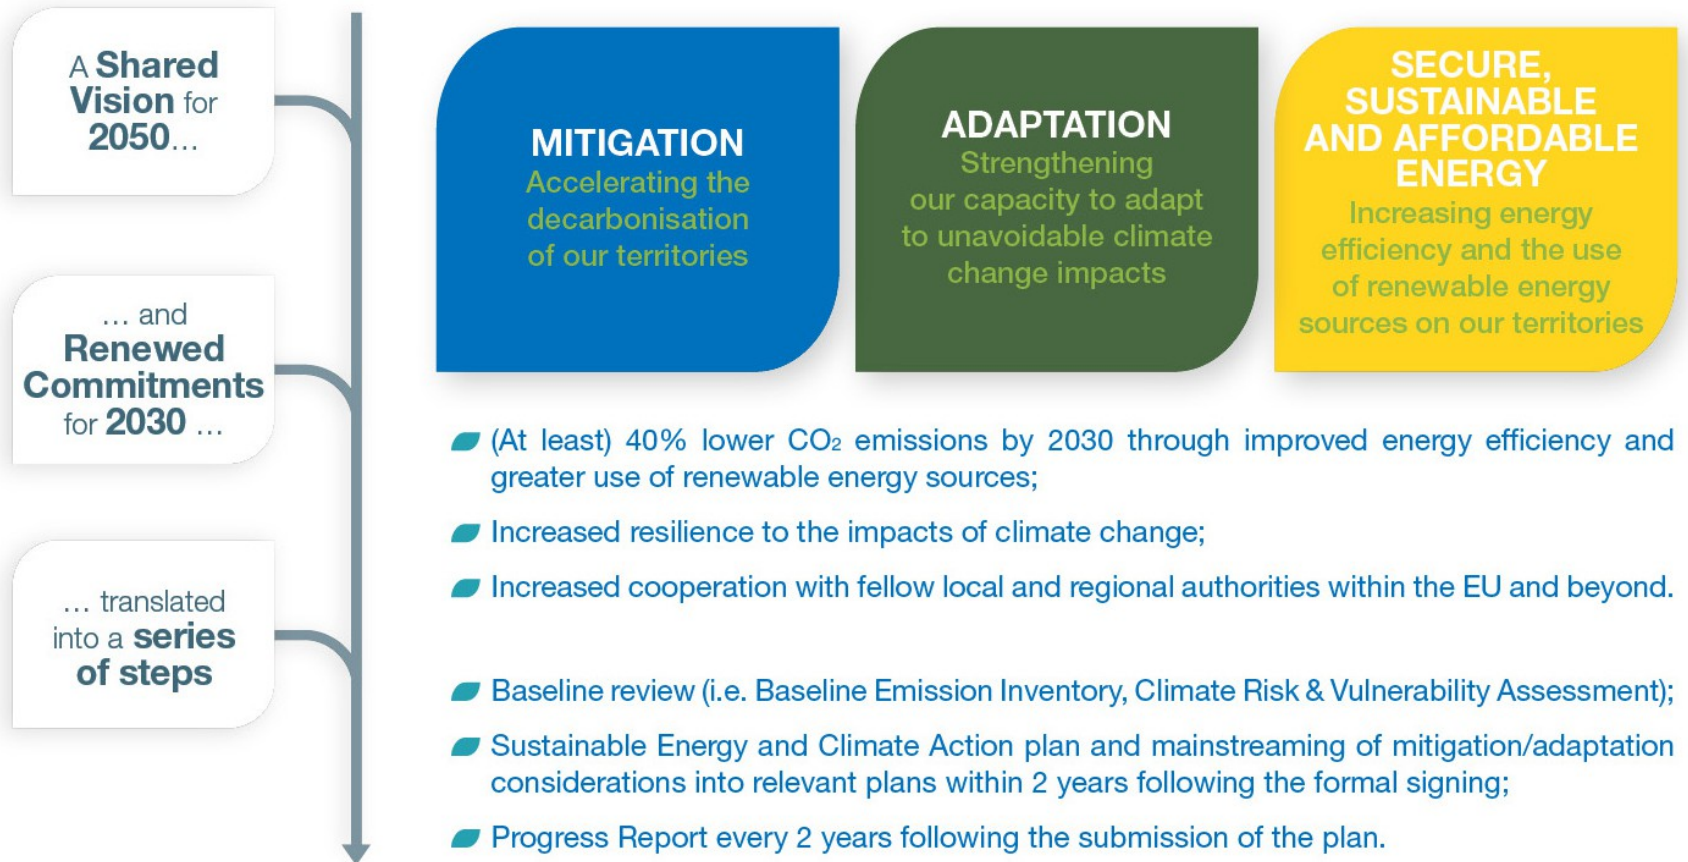 A Shared
Vision for
2050…
MITIGATION
Accelerating the
decarbonisation
of our territories
ADAPTATION
Strengthening
our capacity to adapt
to unavoidable climate
change impacts
SECURE,
SUSTAINABLE
AND AFFORDABLE
ENERGY
Increasing energy
efficiency and the use
of renewable energy
sources on our territories
… and
Renewed
Commitments
for 2030 …
(At least) 40% lower CO₂ emissions by 2030 through improved energy efficiency and
greater use of renewable energy sources;
Increased resilience to the impacts of climate change;
Increased cooperation with fellow local and regional authorities within the EU and beyond.
… translated
into a series
of steps
Baseline review (i.e. Baseline Emission Inventory, Climate Risk & Vulnerability Assessment);
Sustainable Energy and Climate Action plan and mainstreaming of mitigation/adaptation
considerations into relevant plans within 2 years following the formal signing;
Progress Report every 2 years following the submission of the plan.